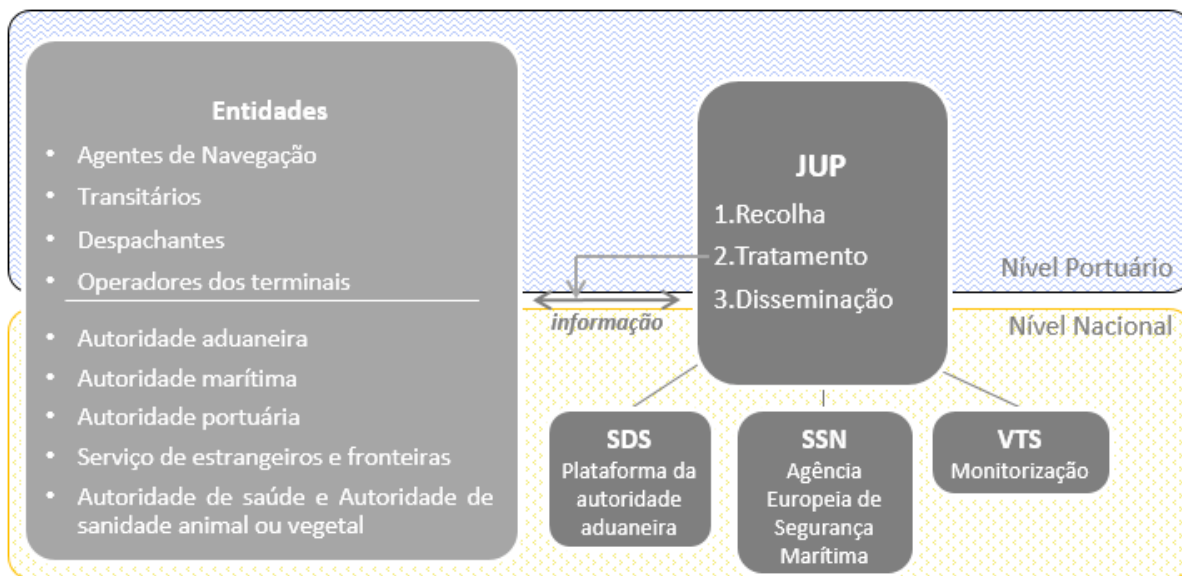 Entidades
• Agentes de Navegação
• Transitários
• Despachantes
• Operadores dos terminais
• Autoridade aduaneira
• Autoridade marítima
• Autoridade portuária
• Serviço de estrangeiros e fronteiras
• Autoridade de saúde e Autoridade de
sanidade animal ou vegetal
informação
JUP
1.Recolha
2.Tratamento
3.Disseminação
Nível Portuário
Nível Nacional
SDS
Plataforma da
autoridade
aduaneira
SSN
Agência
Europeia de
Segurança
Marítima
VTS
Monitorização